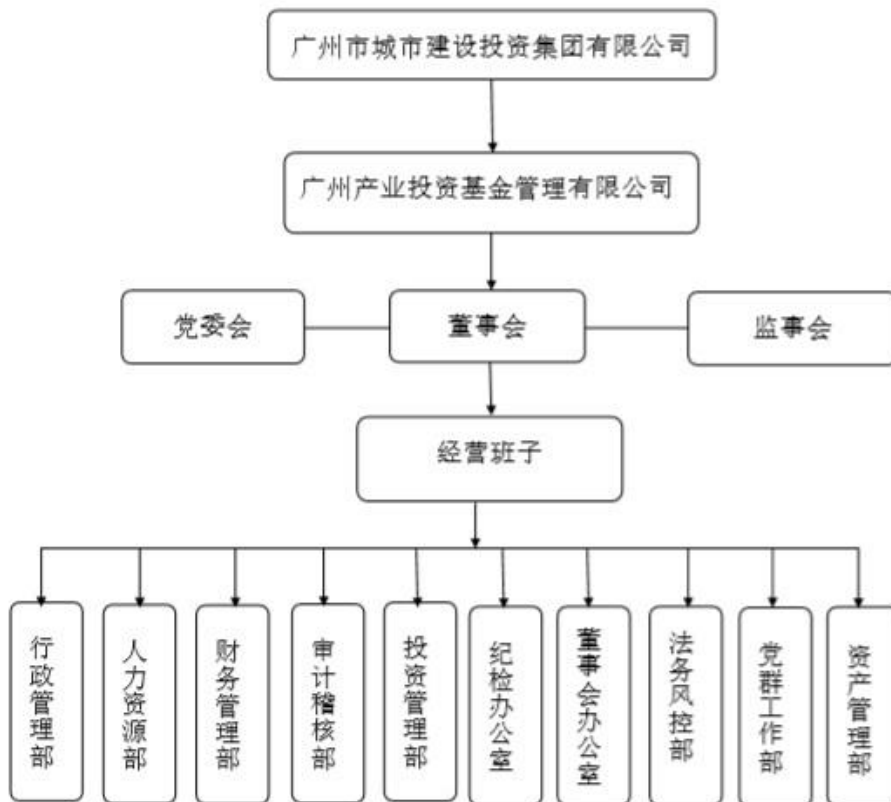 广州市城市建设投资集团有限公司
广州产业投资基金管理有限公司
党委会
董事会
监事会
经营班子
行政管理部
人力资源部
财务管理部
审计稽核部
投资管理部
纪检办公室
董事会办公室
法务风控部
党群工作部
资产管理部